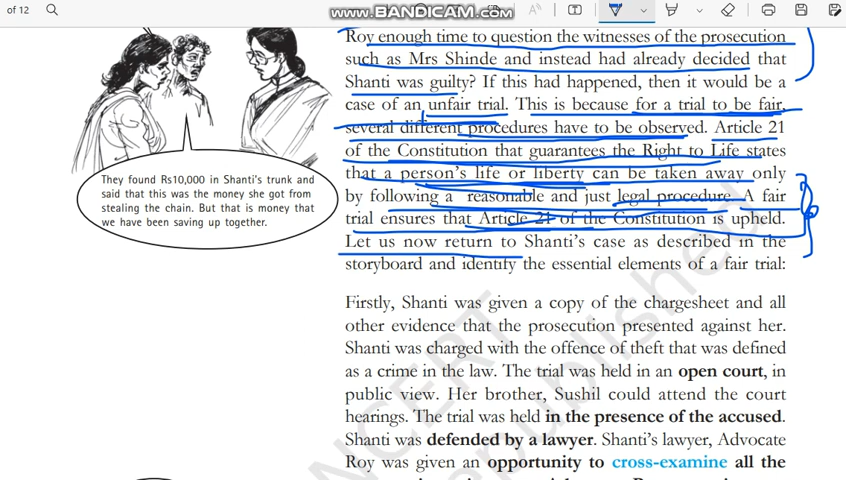 of 12
www.BANDICAM.com
Roy enough time to question the witnesses of the prosecution
such as Mrs Shinde and instead had already decided that
Shanti was guilty? If this had happened, then it would be a
case of an unfair trial. This is because for a trial to be fair,
several different procedures have to be observed. Article 21
of the Constitution that guarantees the Right to Life states
that a person's life or liberty can be taken away only
by following a reasonable and just legal procedure. A fair
trial ensures that Article 21 of the Constitution is upheld.
Let us now return to Shanti's case as described in the
storyboard and identify the essential elements of a fair trial:
They found Rs10,000 in Shanti's trunk and
said that this was the money she got from
stealing the chain. But that is money that
we have been saving up together.
Firstly, Shanti was given a copy of the chargesheet and all
other evidence that the prosecution presented against her.
Shanti was charged with the offence of theft that was defined
as a crime in the law. The trial was held in an open court, in
public view. Her brother, Sushil could attend the court
hearings. The trial was held in the presence of the accused.
Shanti was defended by a lawyer. Shanti's lawyer, Advocate
Roy was given an opportunity to cross-examine all the
NCERT
republished